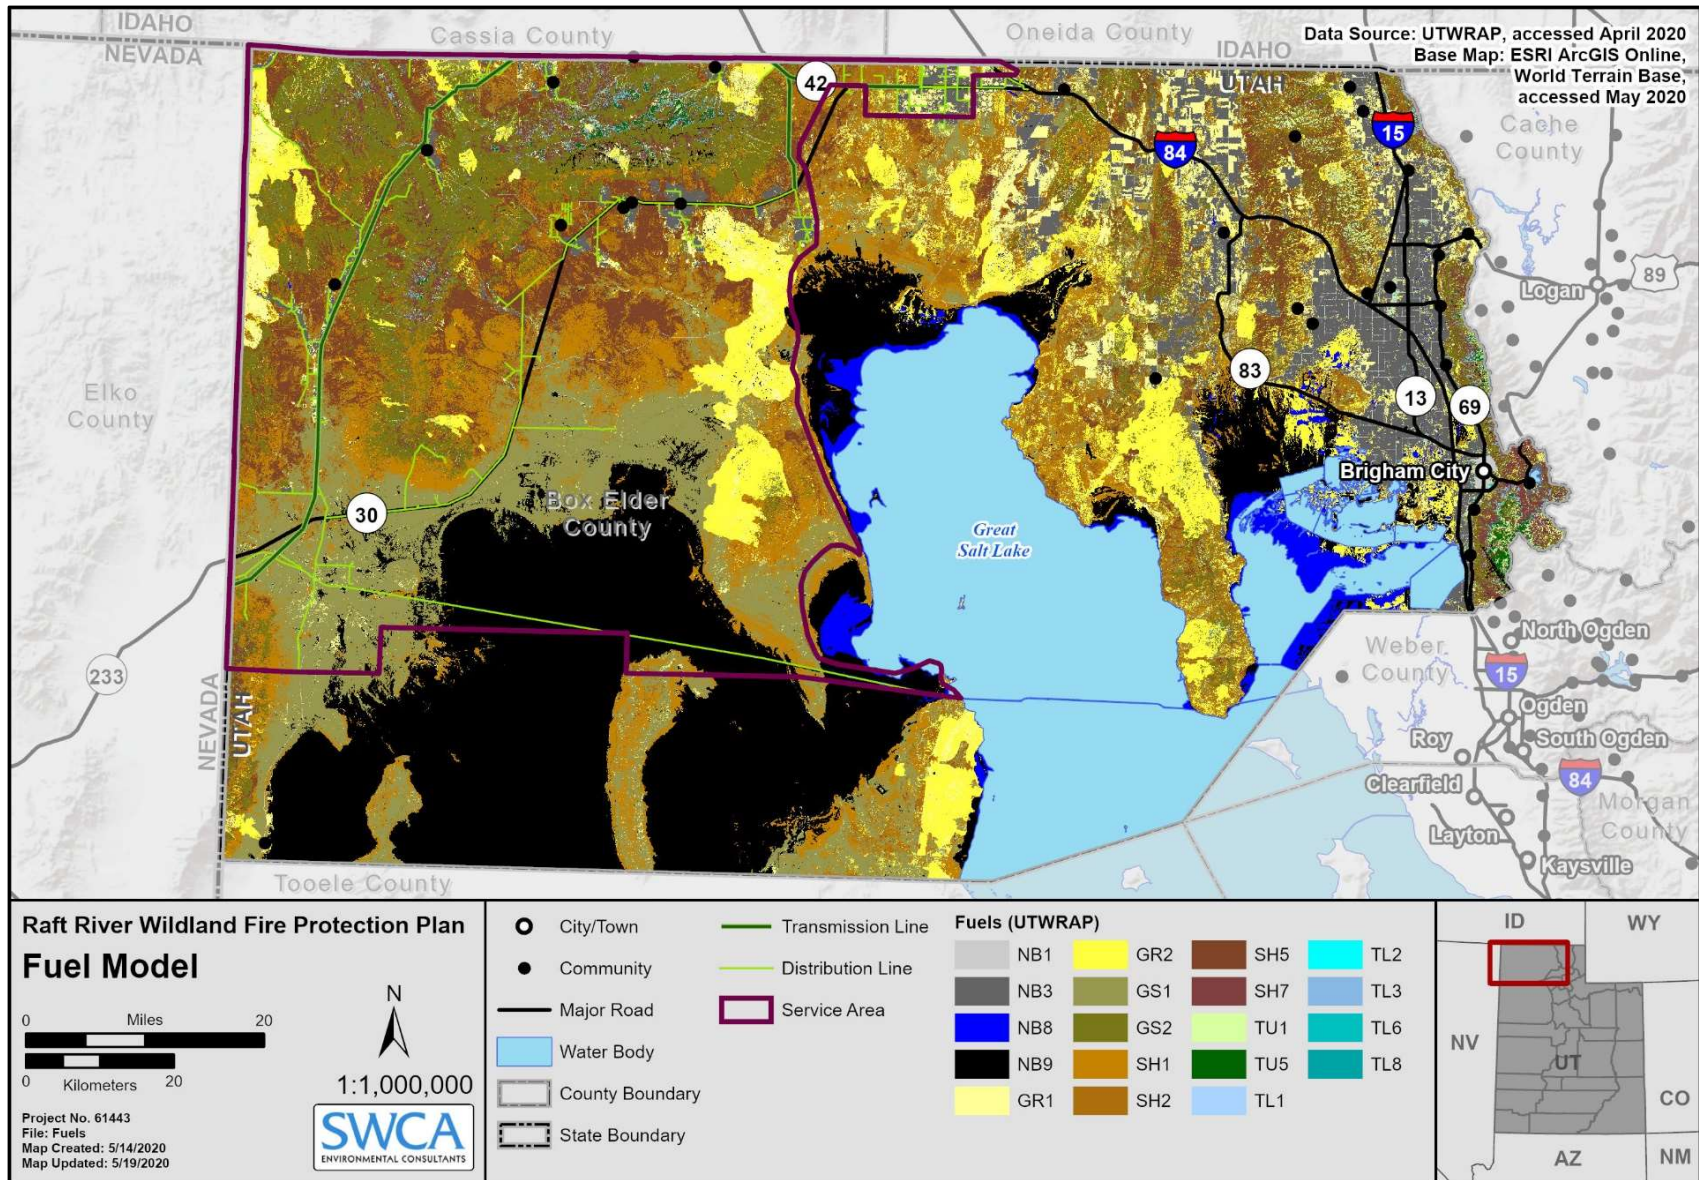 IDAHO
NEVADA
Cassia County
Oneida County
IDAHO
UTAH
Data Source: UTWRAP, accessed April 2020
Base Map: ESRI ArcGIS Online,
World Terrain Base,
accessed May 2020
42
84
15
Cache
County
89
Logan
Elko
County
83
13
69
Brigham City
Box Elder
County
30
Great
Salt Lake
233
NEVADA
UTAH
Weber
County
North Ogden
15
Ogden
Roy
South Ogden
Clearfield
84
Morgan
County
Layton
Kaysville
Tooele County
Raft River Wildland Fire Protection Plan
Fuel Model
0 Miles 20
0 Kilometers 20
N
1:1,000,000
Project No. 61443
File: Fuels
Map Created: 5/14/2020
Map Updated: 5/19/2020
SWCA
ENVIRONMENTAL CONSULTANTS
City/Town
Community
Major Road
Water Body
County Boundary
State Boundary
Transmission Line
Distribution Line
Service Area
Fuels (UTWRAP)
NB1
NB3
NB8
NB9
GR1
GR2
GS1
GS2
SH1
SH2
SH5
SH7
TU1
TU5
TL1
TL2
TL3
TL6
TL8
ID
WY
NV
UT
CO
AZ
NM